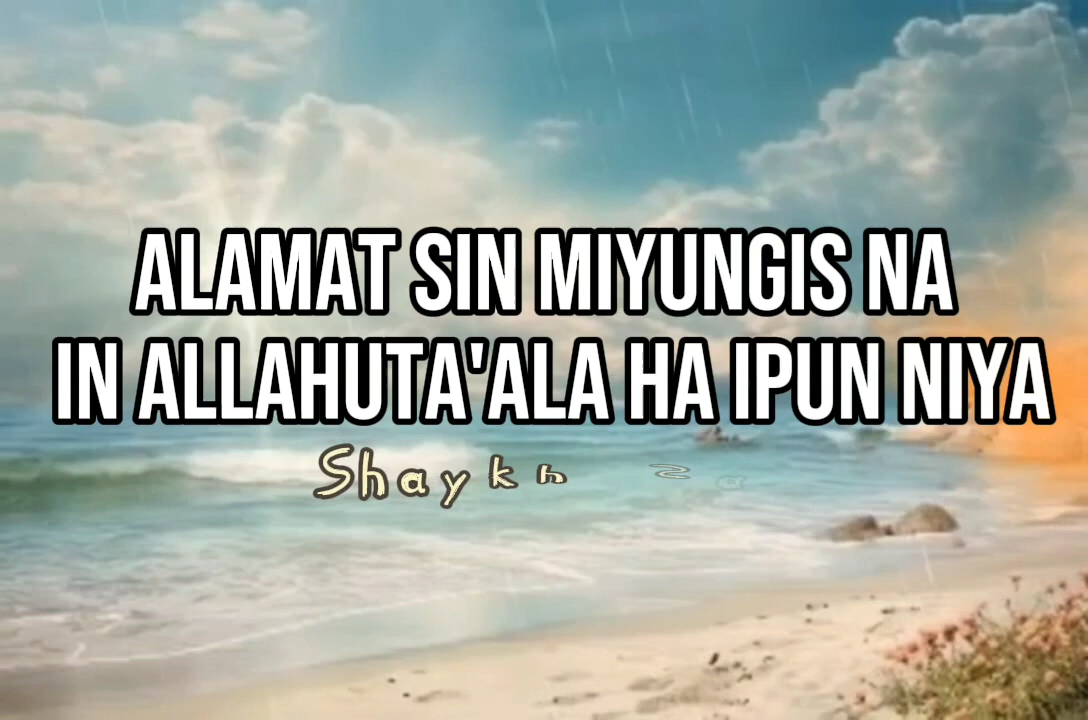 ALAMAT SIN MIYUNGIS NA
IN ALLAHUTA'ALA HA IPUN NIYA
Shaykh